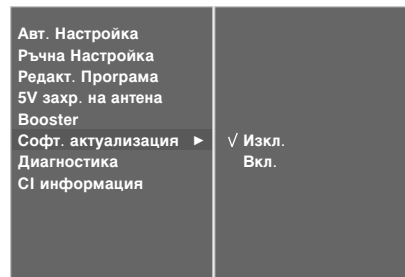 Авт. Настройка
Ръчна Настройка
Редакт. Програма
5V захр. на антена
Booster
Софт. актуализация ►
√ Изкл.
Диагностика
Вкл.
CI информация